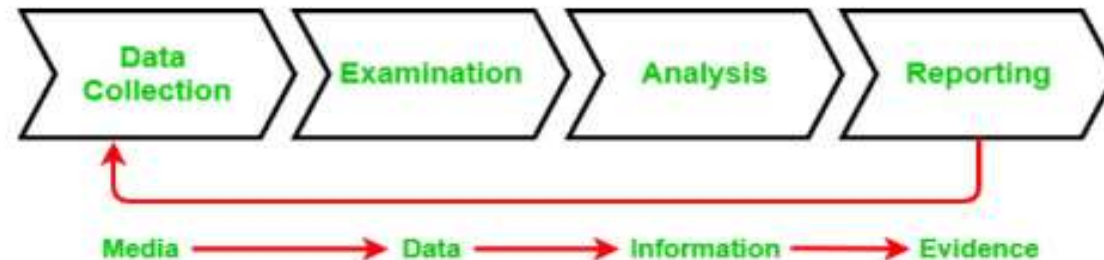 Data
Collection
Examination
Analysis
Reporting
Media
Data
Information
Evidence